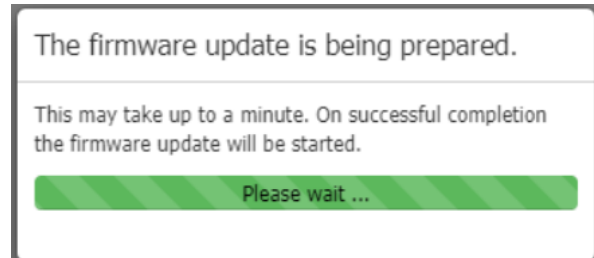 The firmware update is being prepared.
This may take up to a minute. On successful completion
the firmware update will be started.
Please wait ...